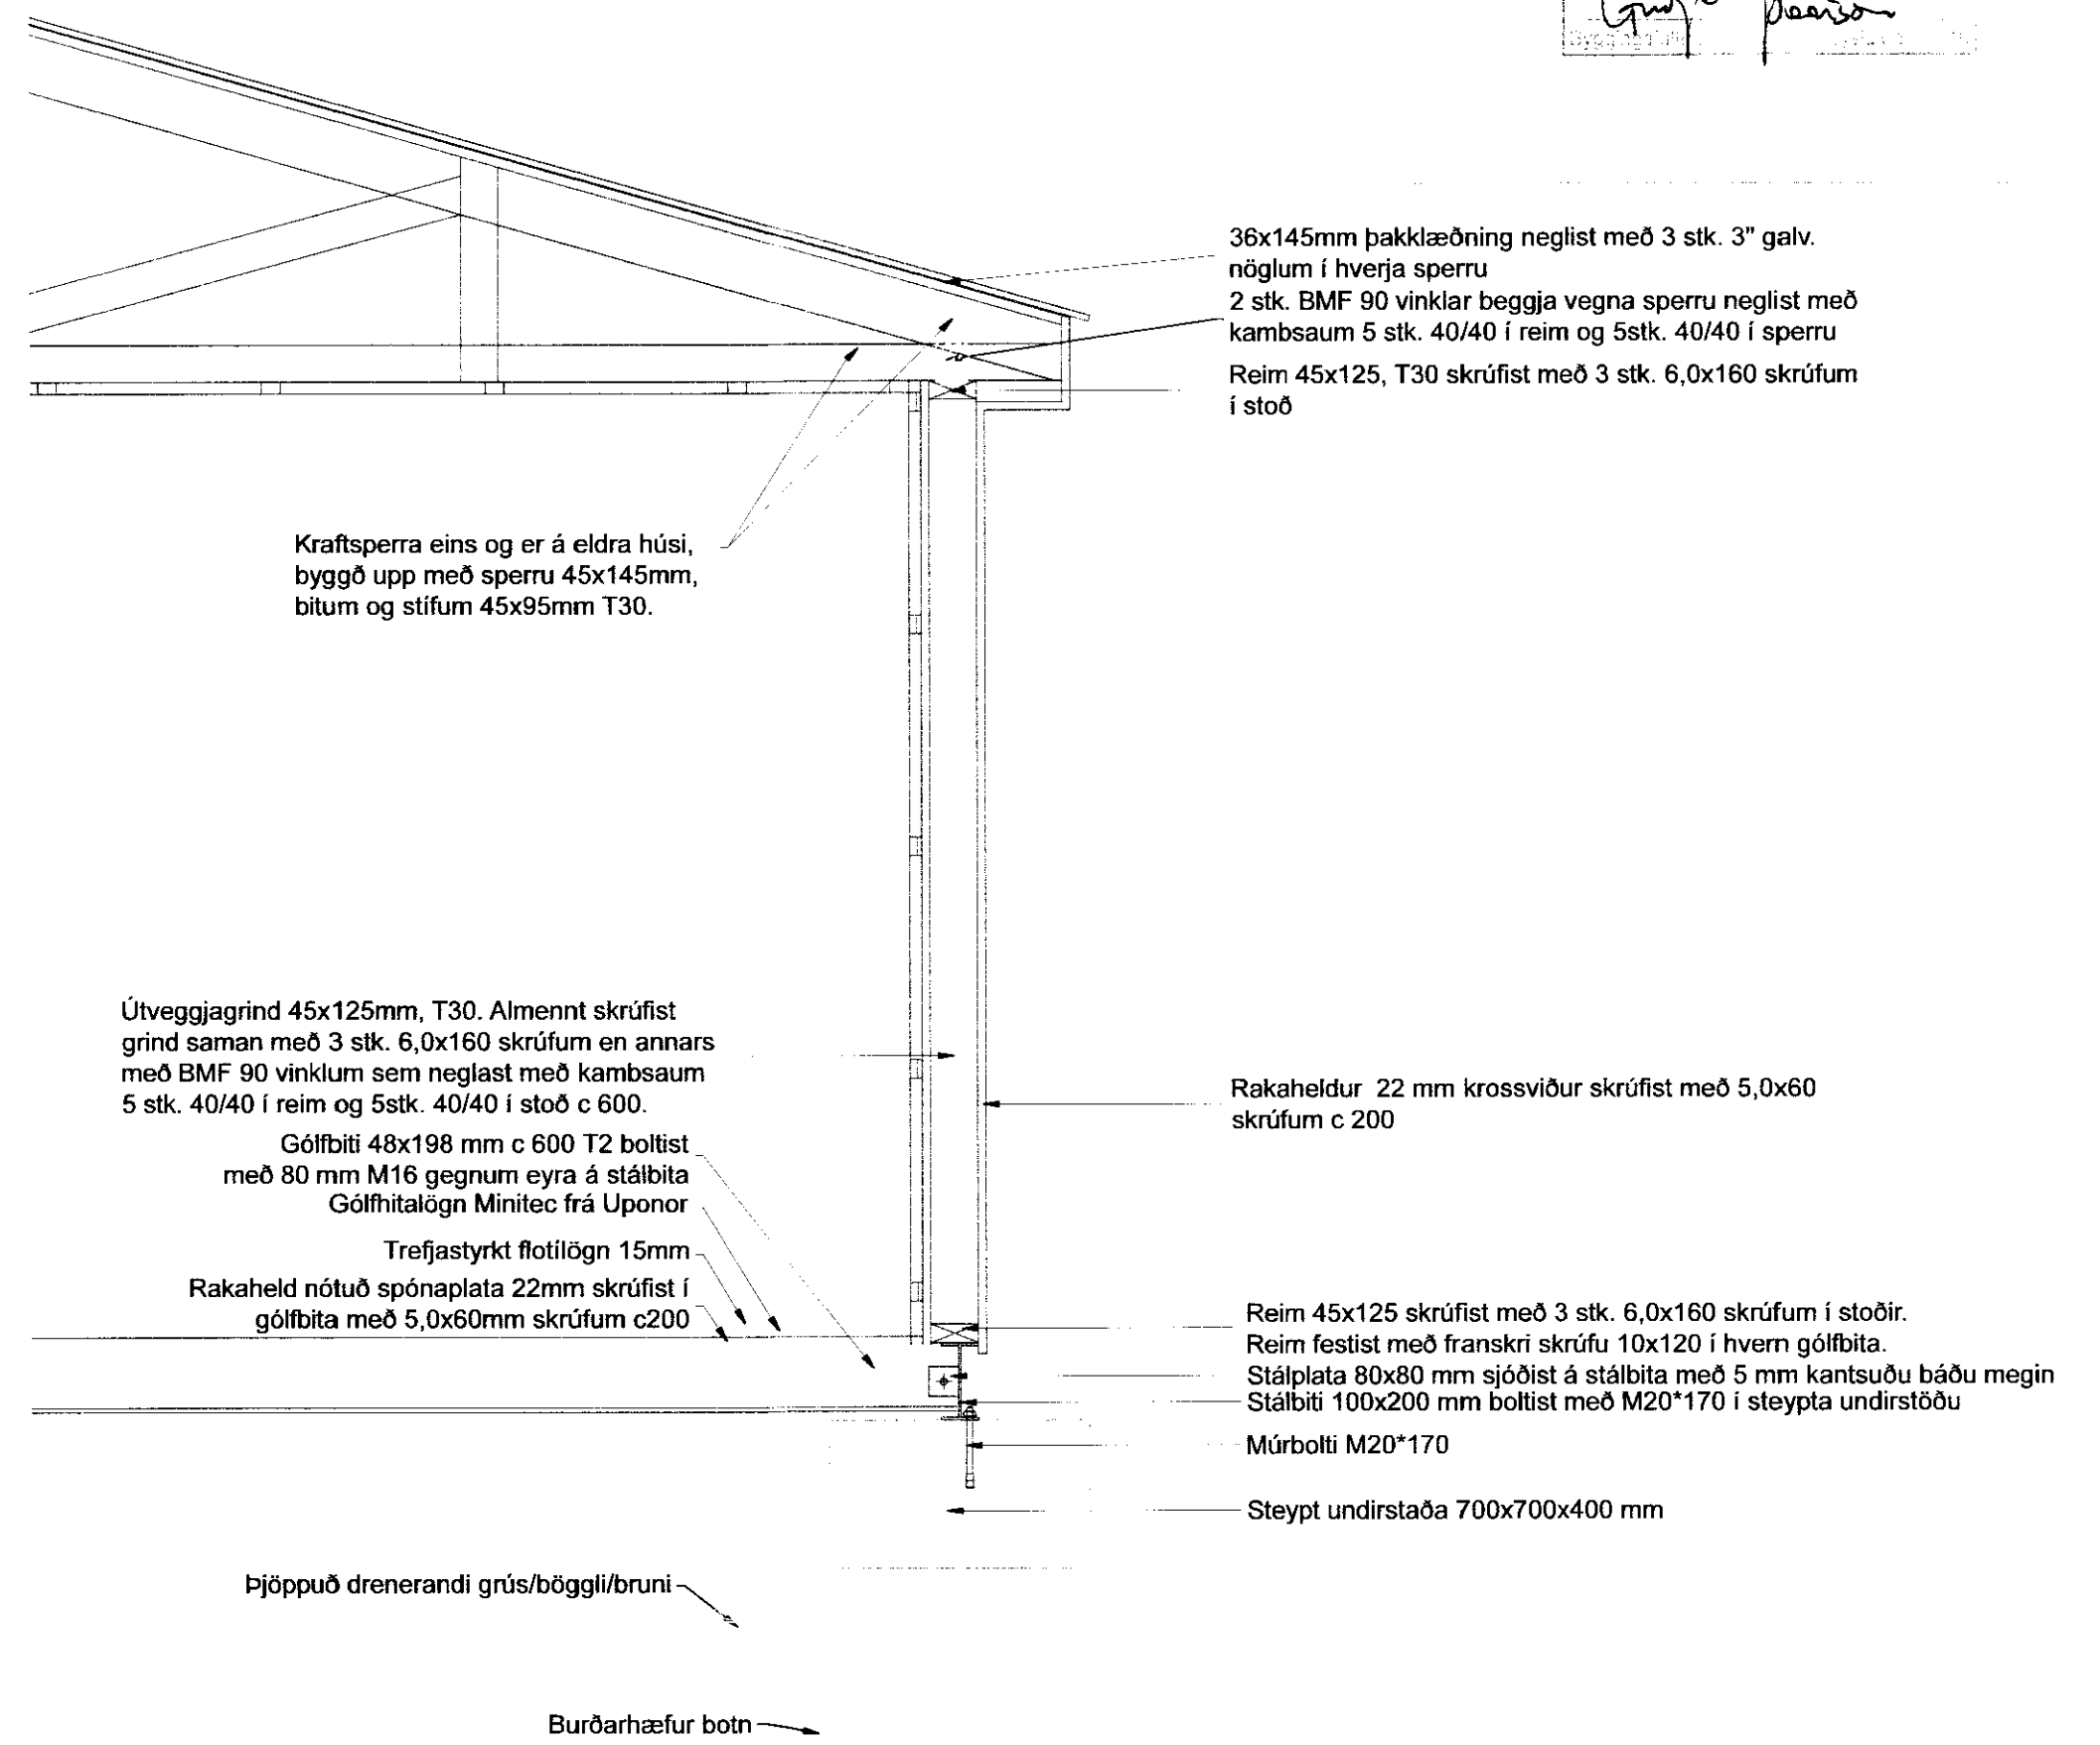 36x145mm þakklæðning neglist með 3 stk. 3" galv.
nöglum í hverja sperru
2 stk. BMF 90 vinklar beggja vegna sperru neglist með
kambsaum 5 stk. 40/40 í reim og 5stk. 40/40 í sperru
Reim 45x125, T30 skrúfist með 3 stk. 6,0x160 skrúfum
í stoð
Kraftsperra eins og er á eldra húsi,
byggð upp með sperru 45x145mm,
bitum og stífum 45x95mm T30.
Útveggjagrind 45x125mm, T30. Almennt skrúfist
grind saman með 3 stk. 6,0x160 skrúfum en annars
með BMF 90 vinklum sem neglast með kambsaum
5 stk. 40/40 í reim og 5stk. 40/40 í stoð c 600.
Rakaheldur 22 mm krossviður skrúfist með 5,0x60
skrúfum c 200
Gólfbiti 48x198 mm c 600 T2 boltist
með 80 mm M16 gegnum eyra á stálbita
Gólfhitalögn Minitec frá Uponor
Trefjastyrkt flotílögn 15mm
Rakaheld nótuð spónaplata 22mm skrúfist í
gólfbita með 5,0x60mm skrúfum c200
Reim 45x125 skrúfist með 3 stk. 6,0x160 skrúfum í stoðir.
Reim festist með franskri skrúfu 10x120 í hvern gólfbita.
Stálplata 80x80 mm sjóðist á stálbita með 5 mm kantsuðu báðu megin
Stálbiti 100x200 mm boltist með M20*170 í steypta undirstöðu
Múrbolti M20*170
Steypt undirstaða 700x700x400 mm
Þjöppuð drenerandi grús/böggli/bruni
Burðarhæfur botn